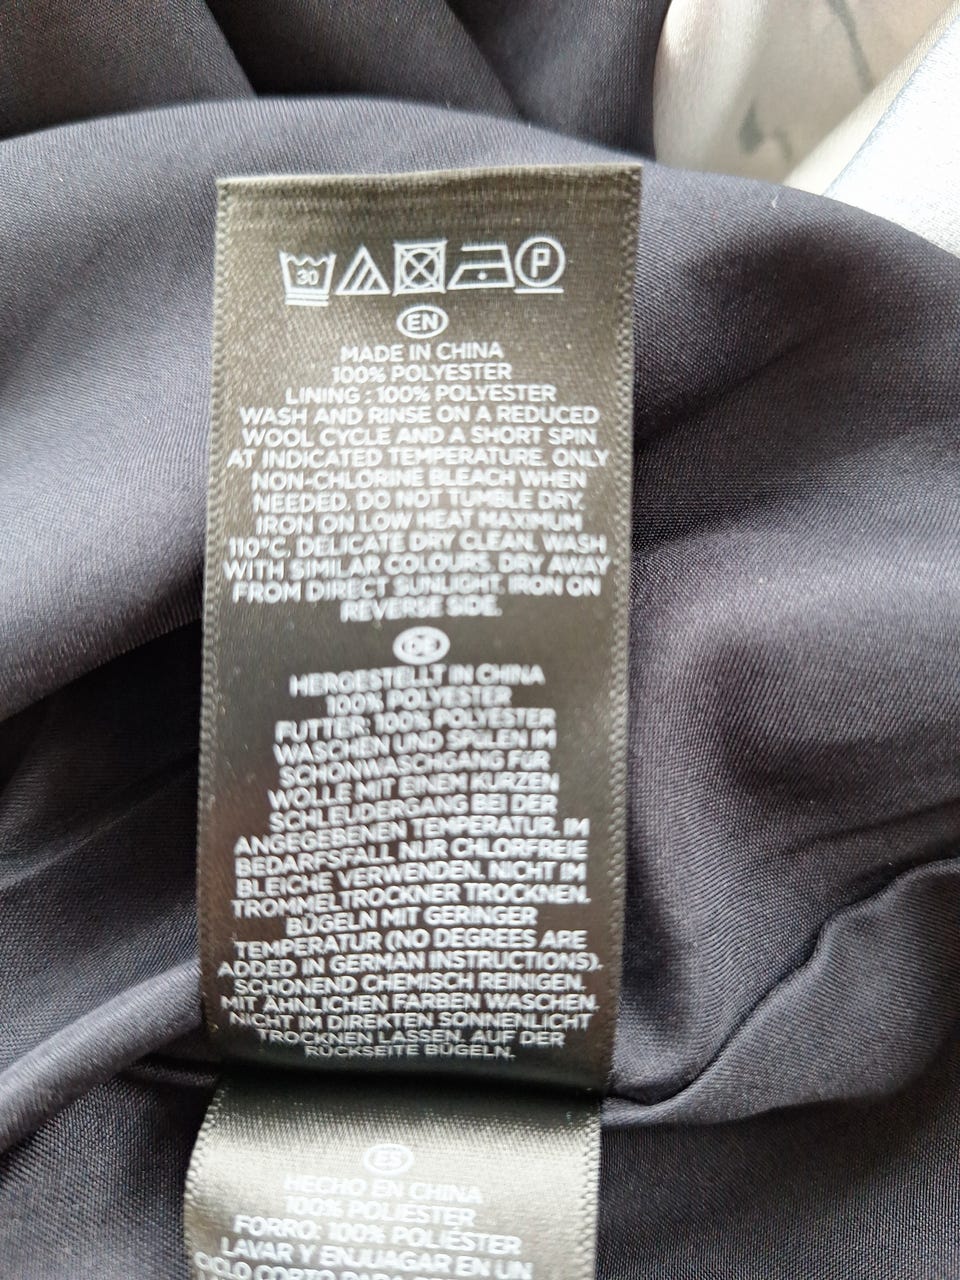 30 P
EN
MADE IN CHINA
100% POLYESTER
LINING : 100% POLYESTER
WASH AND RINSE ON A REDUCED
WOOL CYCLE AND A SHORT SPIN
AT INDICATED TEMPERATURE. ONLY
NON-CHLORINE BLEACH WHEN
NEEDED. DO NOT TUMBLE DRY.
IRON ON LOW HEAT MAXIMUM
110°C. DELICATE DRY CLEAN. WASH
WITH SIMILAR COLOURS. DRY AWAY
FROM DIRECT SUNLIGHT. IRON ON
REVERSE SIDE.
DE
HERGESTELLT IN CHINA
100% POLYESTER
FUTTER: 100% POLYESTER
WASCHEN UND SPÜLEN IM
SCHONWASCHGANG FÜR
WOLLE MIT EINEM KURZEN
SCHLEUDERGANG BEI DER
ANGEGEBENEN TEMPERATUR. IM
BEDARFSFALL NUR CHLORFREIE
BLEICHE VERWENDEN. NICHT IM
TROMMELTROCKNER TROCKNEN.
BÜGELN MIT GERINGER
TEMPERATUR (NO DEGREES ARE
ADDED IN GERMAN INSTRUCTIONS).
SCHONEND CHEMISCH REINIGEN.
MIT ÄHNLICHEN FARBEN WASCHEN.
NICHT IM DIREKTEN SONNENLICHT
TROCKNEN LASSEN. AUF DER
RÜCKSEITE BÜGELN.
ES
HECHO EN CHINA
100% POLIÉSTER
FORRO: 100% POLIÉSTER
LAVAR Y ENJUAGAR EN UN
CICLO CORTO PARA